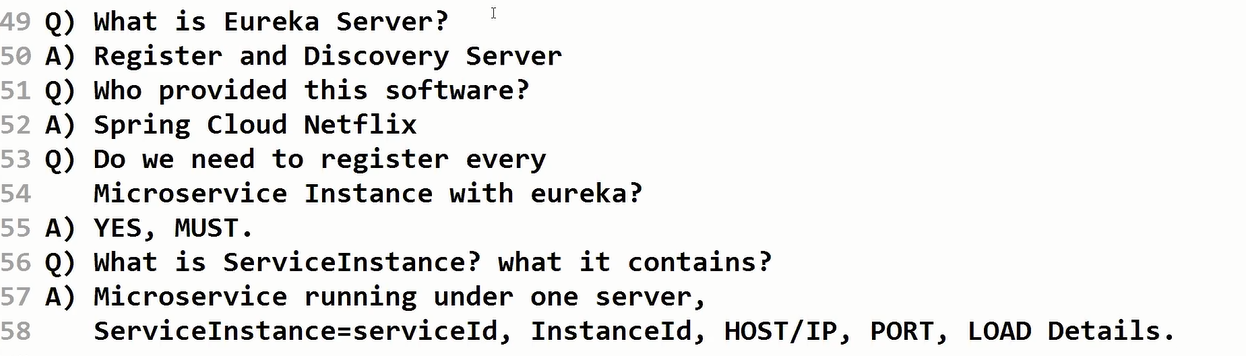 49 Q) What is Eureka Server?
50 A) Register and Discovery Server
51 Q) Who provided this software?
52 A) Spring Cloud Netflix
53 Q) Do we need to register every
54    Microservice Instance with eureka?
55 A) YES, MUST.
56 Q) What is ServiceInstance? what it contains?
57 A) Microservice running under one server,
58    ServiceInstance=serviceId, InstanceId, HOST/IP, PORT, LOAD Details.